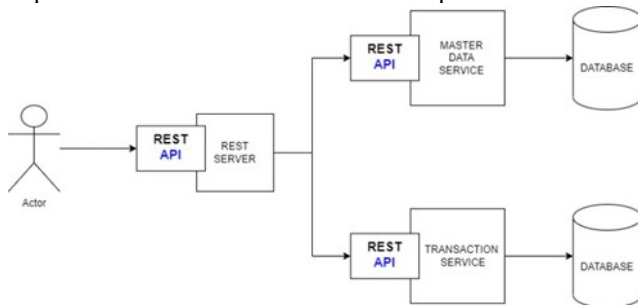 REST
API
MASTER
DATA
SERVICE
DATABASE
REST
API
REST
SERVER
Actor
REST
API
TRANSACTION
SERVICE
DATABASE